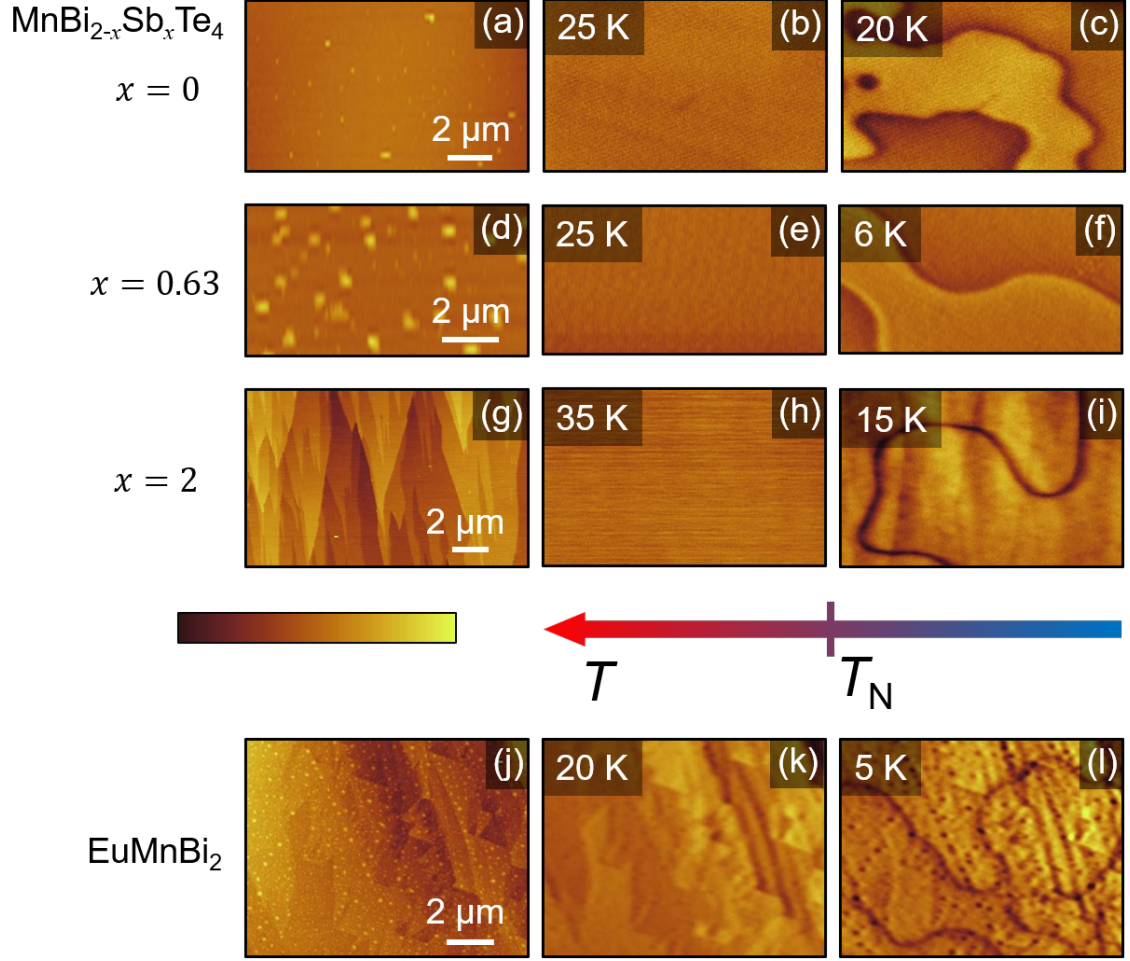 MnBi2-xSbxTe4
(a)
25 K
(b)
20 K
(c)
x = 0
2 μm
(d)
25 K
(e)
6 K
(f)
x = 0.63
2 μm
(g)
35 K
(h)
15 K
(i)
x = 2
2 μm
T
TN
(j)
20 K
(k)
5 K
(l)
EuMnBi2
2 μm